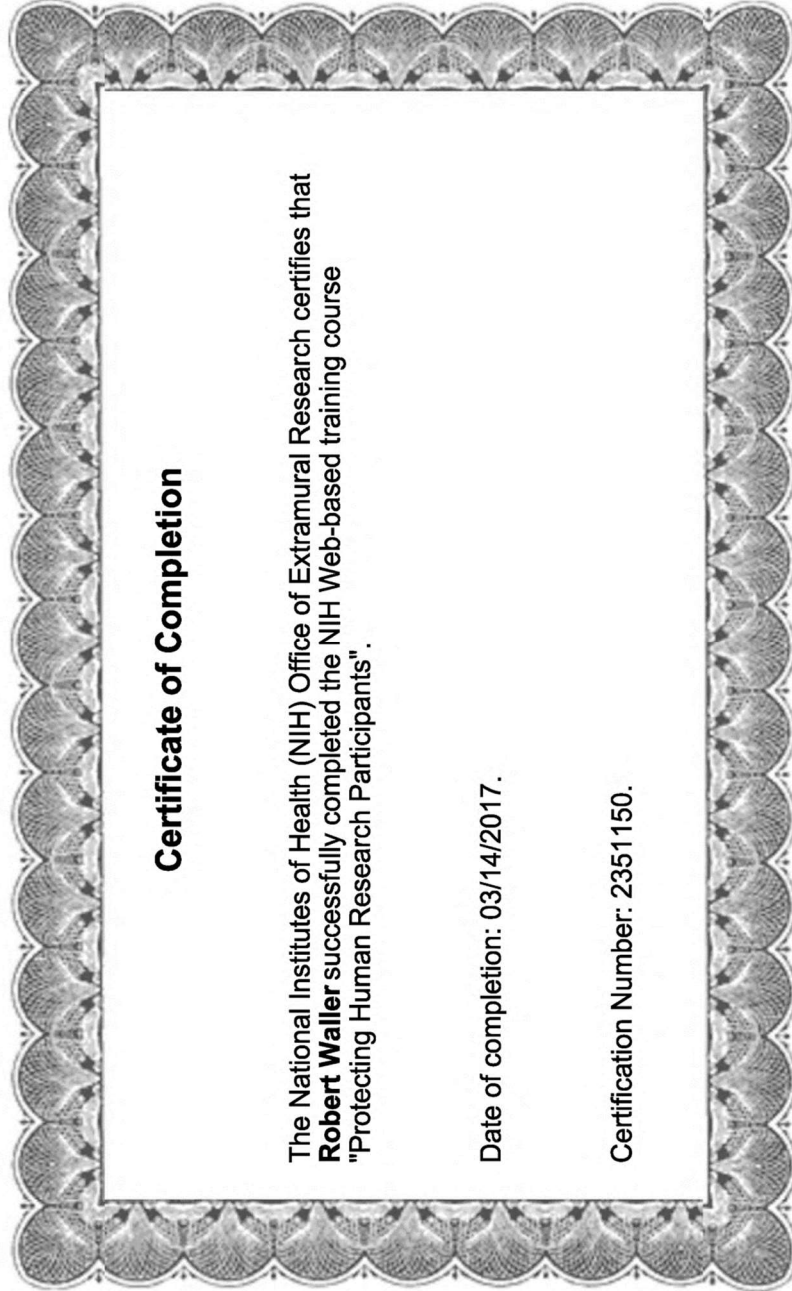 Certificate of Completion
The National Institutes of Health (NIH) Office of Extramural Research certifies that
Robert Waller successfully completed the NIH Web-based training course
"Protecting Human Research Participants".
Date of completion: 03/14/2017.
Certification Number: 2351150.